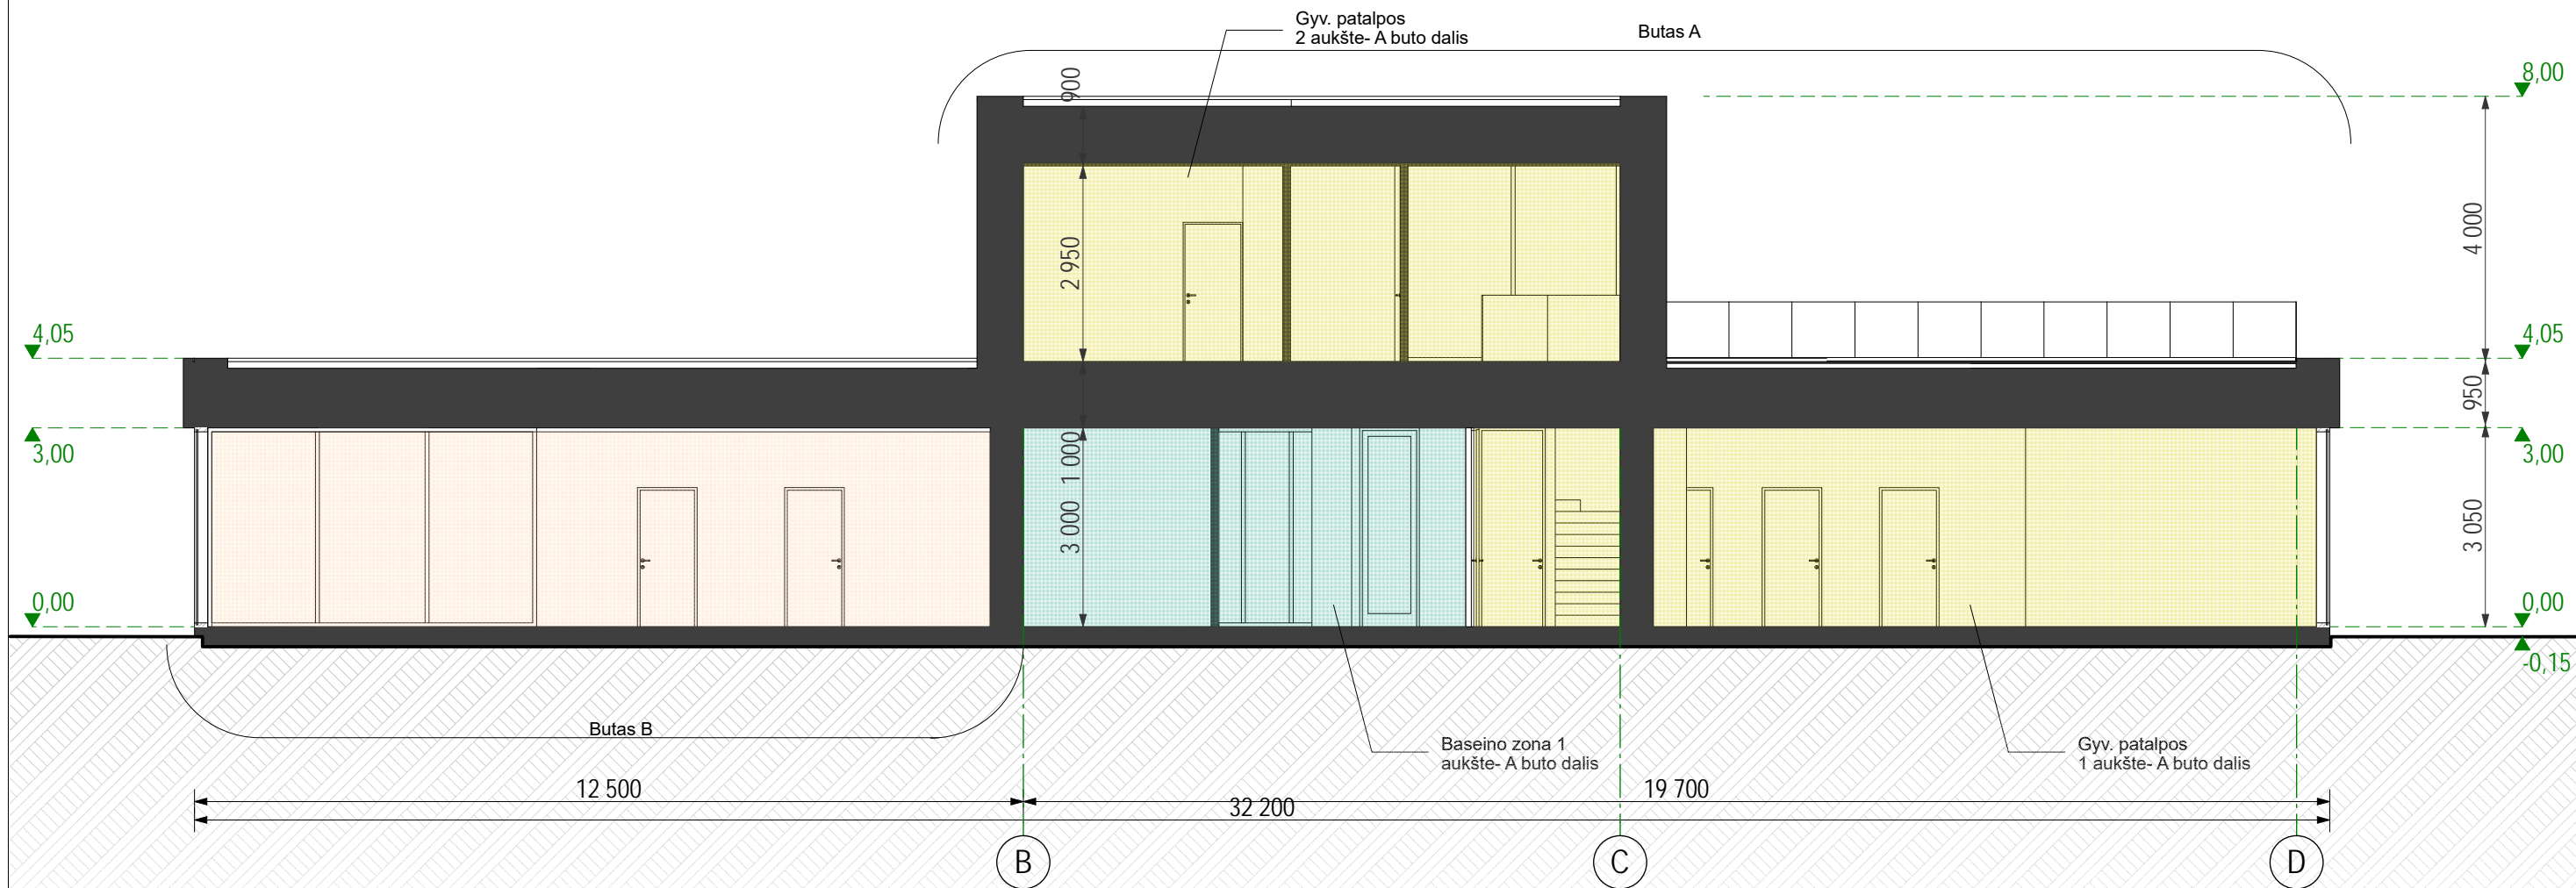 Gyv. patalpos
2 aukšte- A buto dalis
Butas A
8,00
900
2 950
4 000
4,05
4,05
950
3,00
3,00
1 000
3 000
3 050
0,00
0,00
-0,15
Butas B
Baseino zona 1
aukšte- A buto dalis
Gyv. patalpos
1 aukšte- A buto dalis
12 500
19 700
32 200
B
C
D